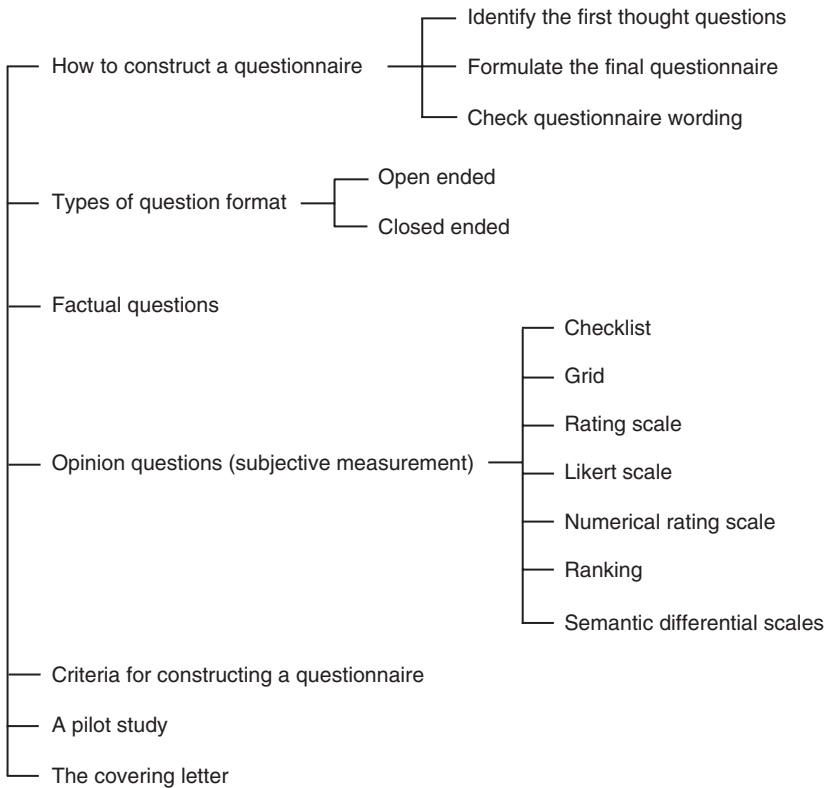 How to construct a questionnaire
Identify the first thought questions
Formulate the final questionnaire
Check questionnaire wording
Types of question format
Open ended
Closed ended
Factual questions
Opinion questions (subjective measurement)
Checklist
Grid
Rating scale
Likert scale
Numerical rating scale
Ranking
Semantic differential scales
Criteria for constructing a questionnaire
A pilot study
The covering letter